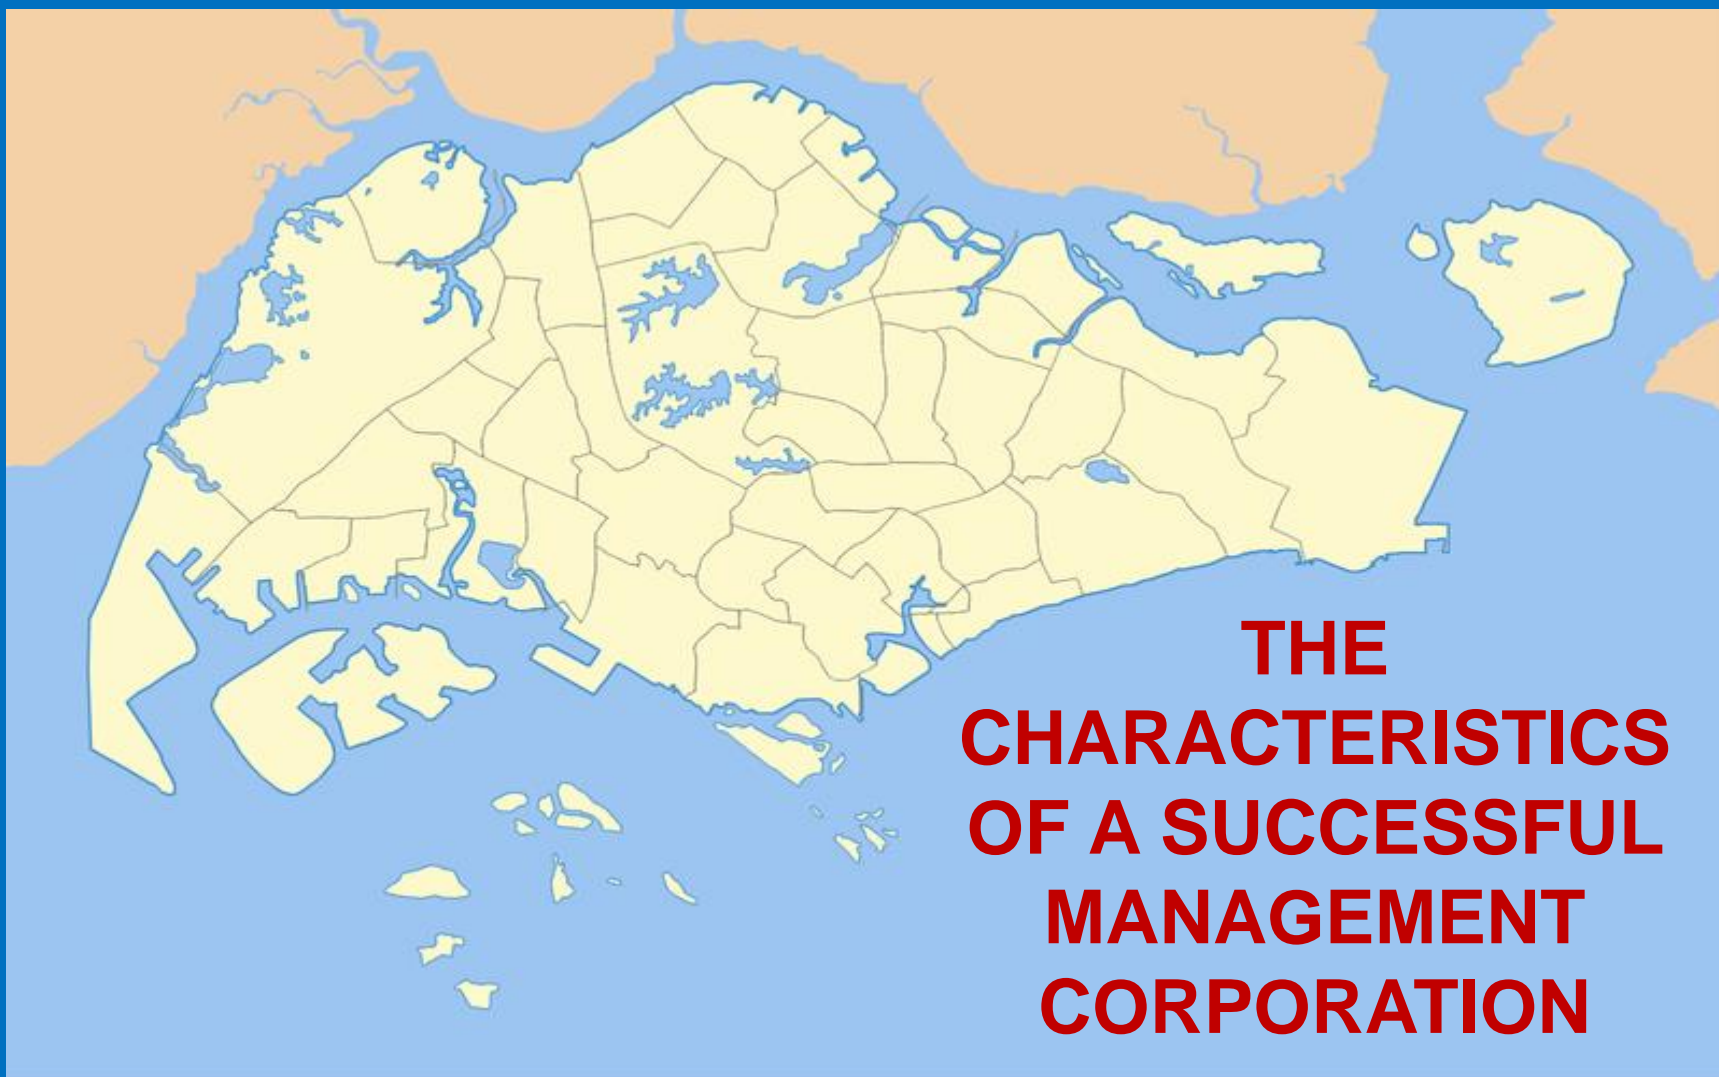 THE
CHARACTERISTICS
OF A SUCCESSFUL
MANAGEMENT
CORPORATION